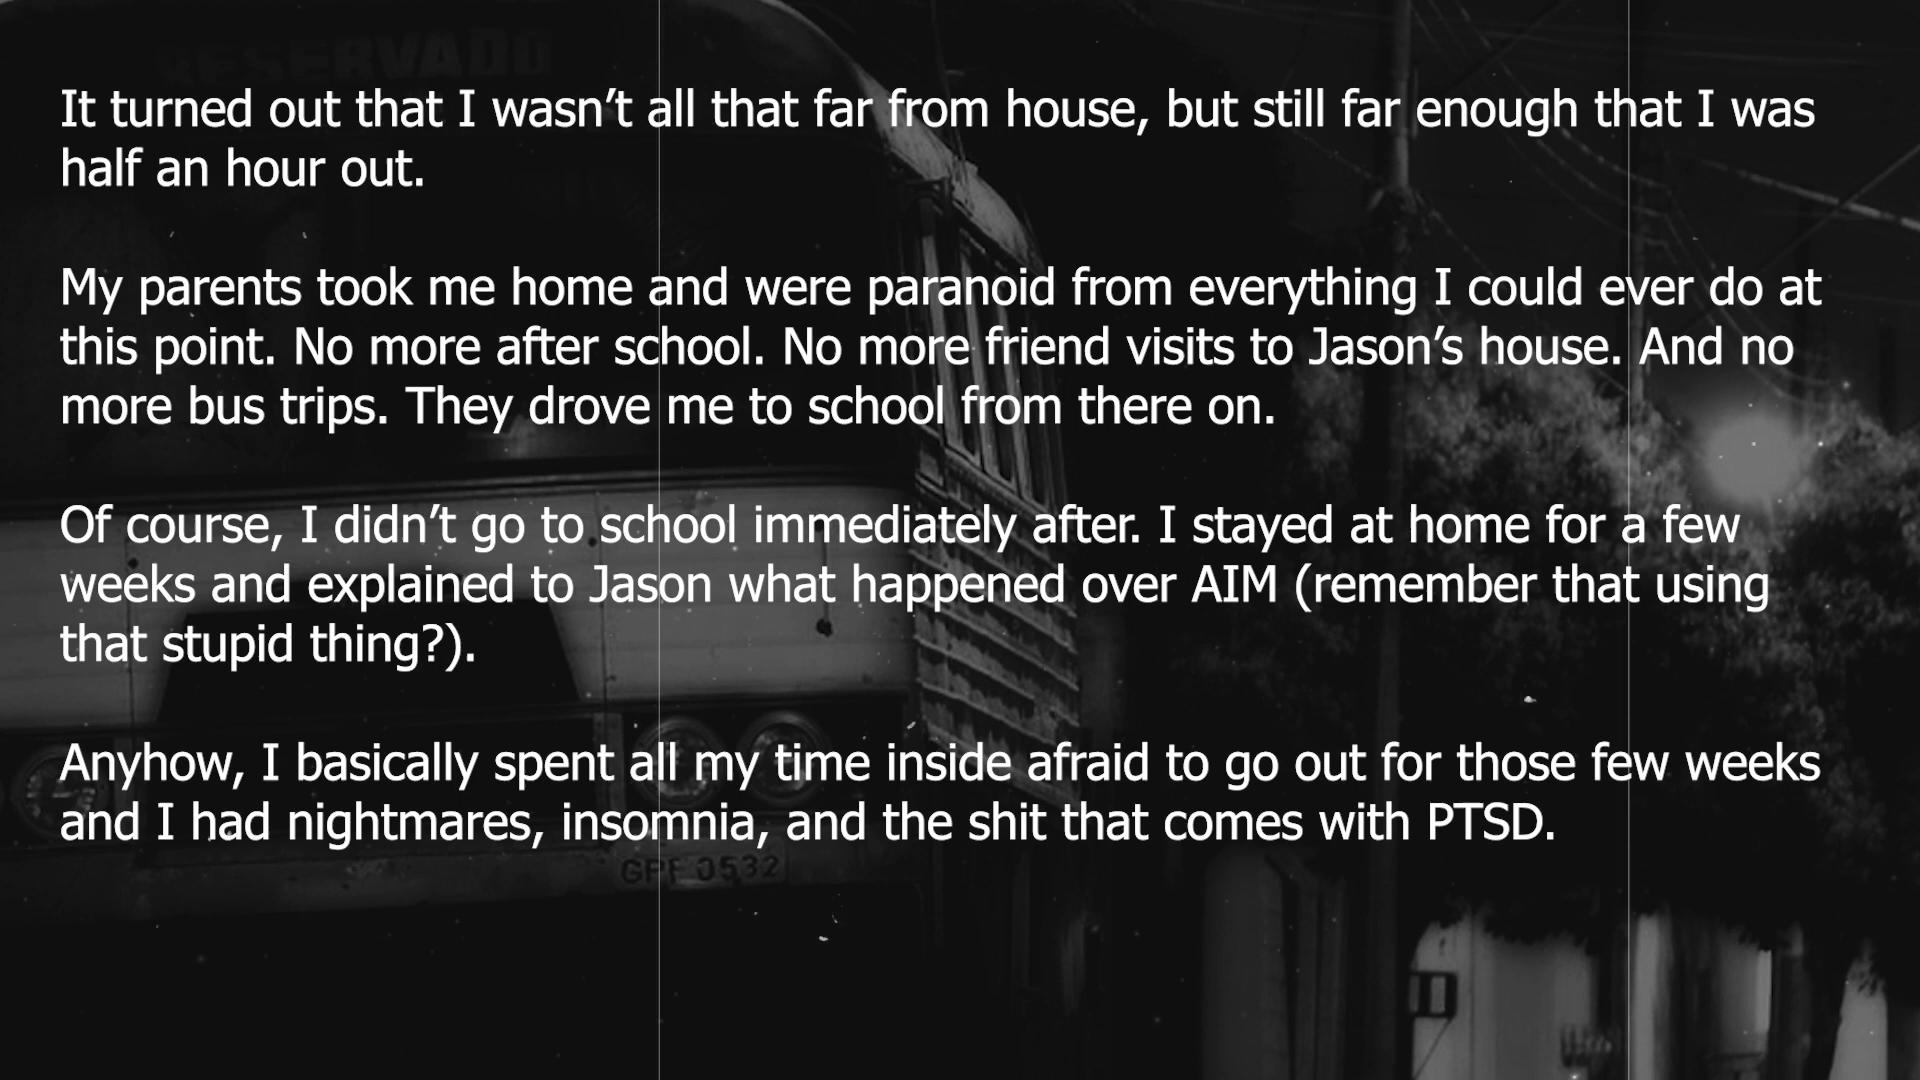 RESERVADO
It turned out that I wasn’t all that far from house, but still far enough that I was
half an hour out.
My parents took me home and were paranoid from everything I could ever do at
this point. No more after school. No more friend visits to Jason’s house. And no
more bus trips. They drove me to school from there on.
Of course, I didn’t go to school immediately after. I stayed at home for a few
weeks and explained to Jason what happened over AIM (remember that using
that stupid thing?).
Anyhow, I basically spent all my time inside afraid to go out for those few weeks
and I had nightmares, insomnia, and the shit that comes with PTSD.
GPF 0532